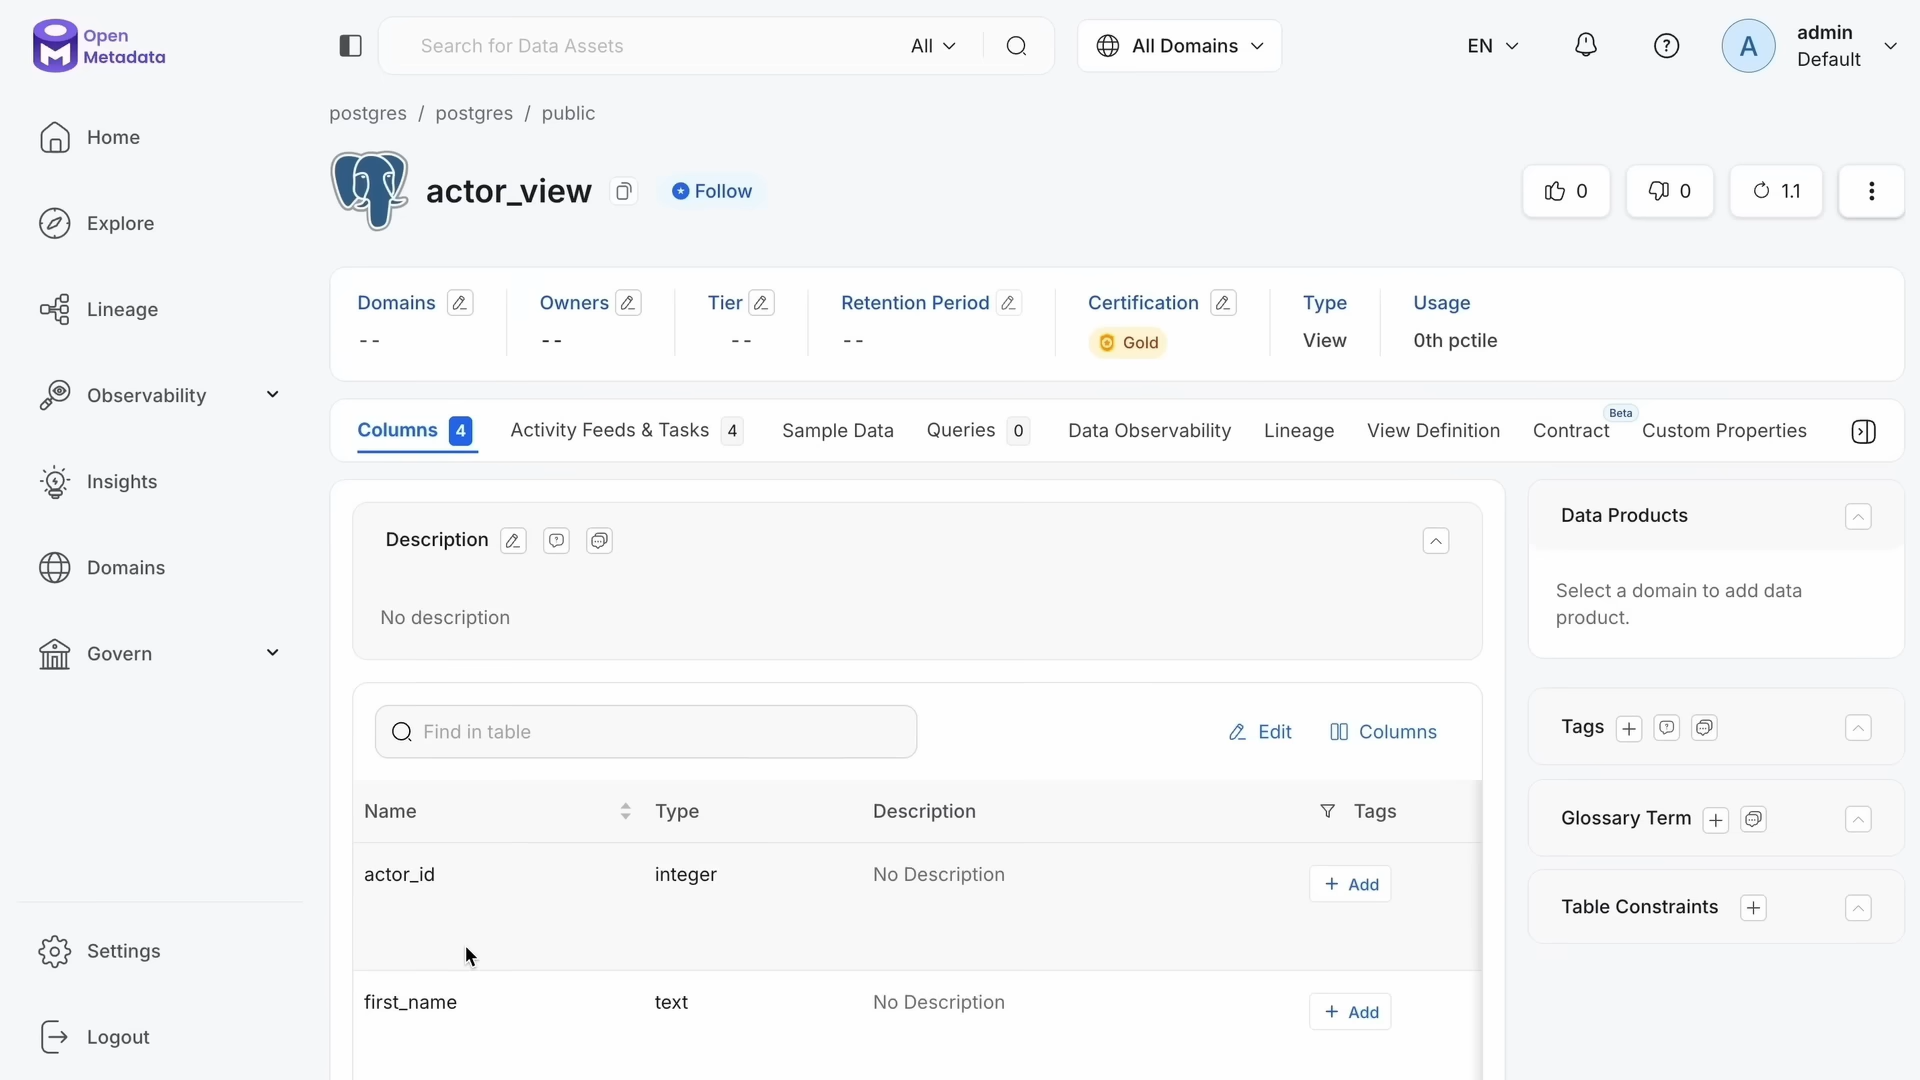 Open
Metadata
Search for Data Assets
All
All Domains
EN
A
admin
Default
Home
Explore
Lineage
Observability
Insights
Domains
Govern
Settings
Logout
postgres / postgres / public
actor_view
Follow
0
0
1.1
Domains
--
Owners
--
Tier
--
Retention Period
--
Certification
Gold
Type
View
Usage
0th pctile
Columns 4
Activity Feeds & Tasks 4
Sample Data
Queries 0
Data Observability
Lineage
View Definition
Contract
Beta
Custom Properties
Description
No description
Find in table
Edit
Columns
Name Type Description Tags
actor_id integer No Description + Add
first_name text No Description + Add
Data Products
Select a domain to add data
product.
Tags
Glossary Term
Table Constraints